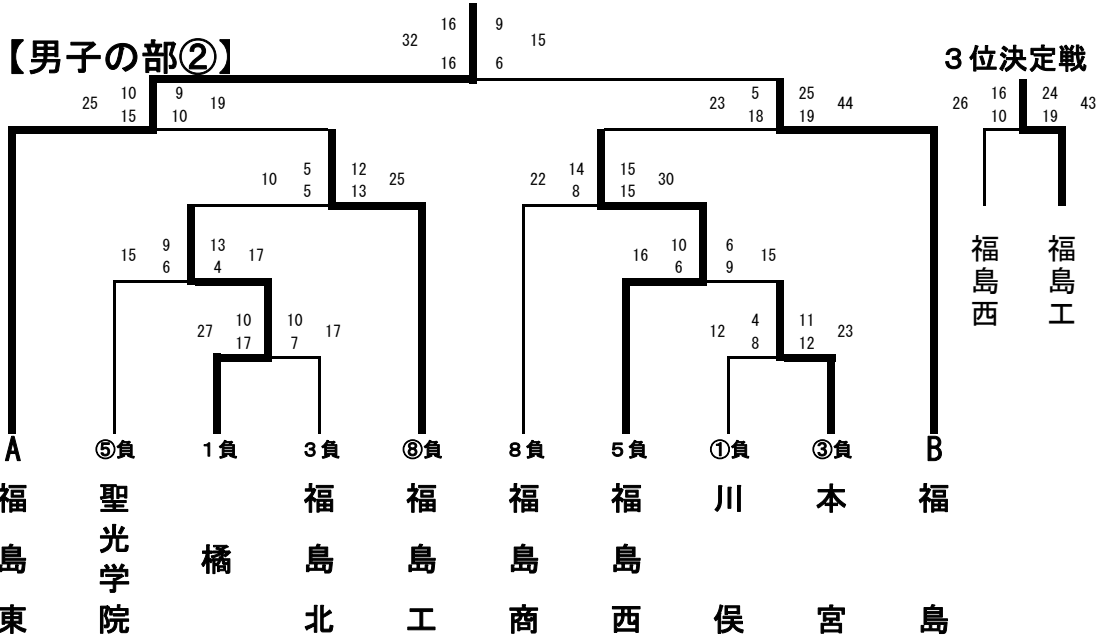 16 9
32 15
16 6
【男子の部②】
３位決定戦
25 10 9 19
15 10
23 5 25 44
18 19
26 16 24 43
10 19
10 5 12 25
5 13
22 14 15 30
8 15
15 9 13 17
6 4
16 10 6 15
6 9
27 10 10 17
17 7
12 4 11 23
8 12
福島西
福島工
A ⑤負 １負 ３負 ⑧負 ８負 ５負 ①負 ③負 B
福島東
聖光学院
橘
福島北
福島工
福島商
福島西
川俣
本宮
福島